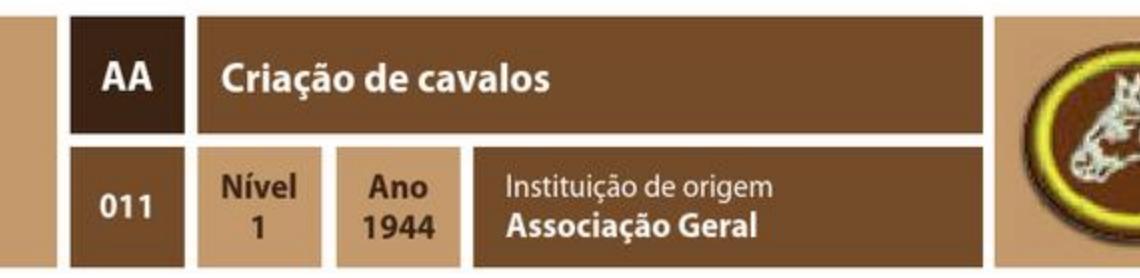 AA
Criação de cavalos
011
Nível
1
Ano
1944
Instituição de origem
Associação Geral